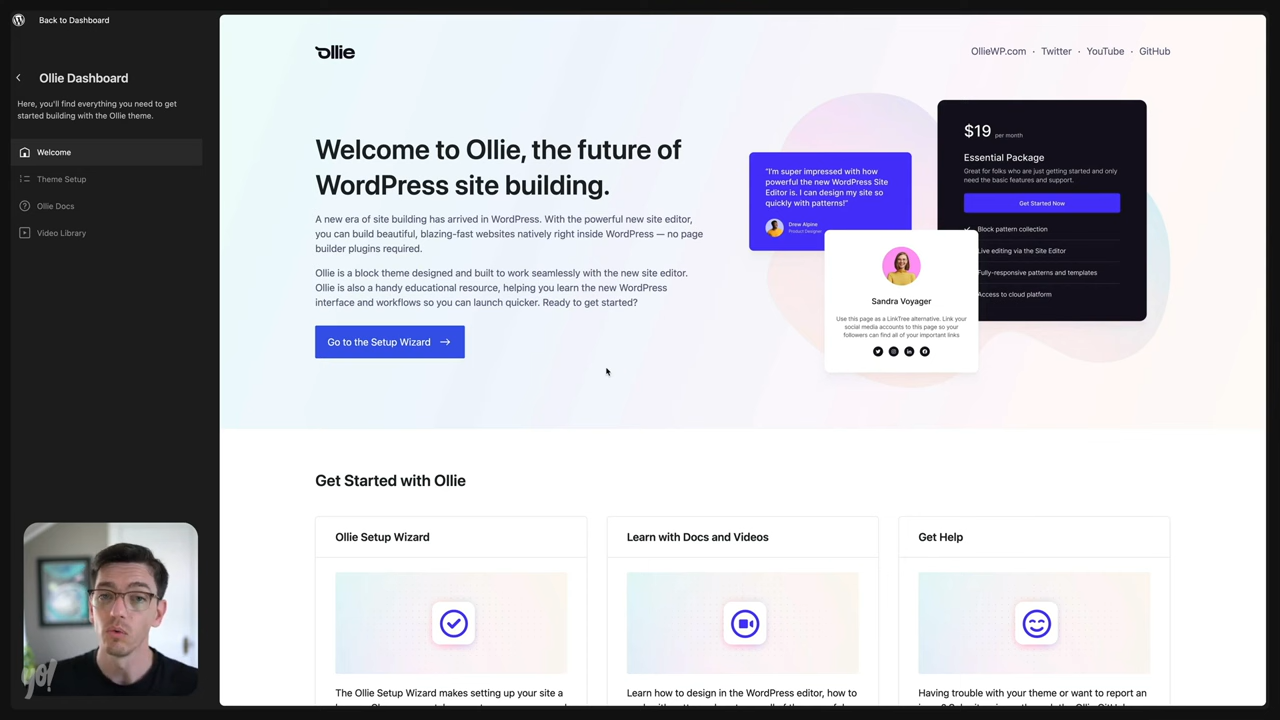 Back to Dashboard
Ollie Dashboard
Here, you'll find everything you need to get
started building with the Ollie theme.
Welcome
Theme Setup
Ollie Docs
Video Library
ollie
OllieWP.com · Twitter · YouTube · GitHub
Welcome to Ollie, the future of
WordPress site building.
A new era of site building has arrived in WordPress. With the powerful new site editor,
you can build beautiful, blazing-fast websites natively right inside WordPress — no page
builder plugins required.
Ollie is a block theme designed and built to work seamlessly with the new site editor.
Ollie is also a handy educational resource, helping you learn the new WordPress
interface and workflows so you can launch quicker. Ready to get started?
Go to the Setup Wizard
"I'm super impressed with how
powerful the new WordPress Site
Editor is. I can design my site so
quickly with patterns!"
Drew Alpine
Product Designer
$19 per month
Essential Package
Great for folks who are just getting started and only
need the basic features and support.
Get Started Now
Block pattern collection
Live editing via the Site Editor
Fully-responsive patterns and templates
Access to cloud platform
Sandra Voyager
Use this page as a LinkTree alternative. Link your
social media accounts to this page so your
followers can find all of your important links
Get Started with Ollie
Ollie Setup Wizard
Learn with Docs and Videos
Get Help
The Ollie Setup Wizard makes setting up your site a
Learn how to design in the WordPress editor, how to
Having trouble with your theme or want to report an
yo!